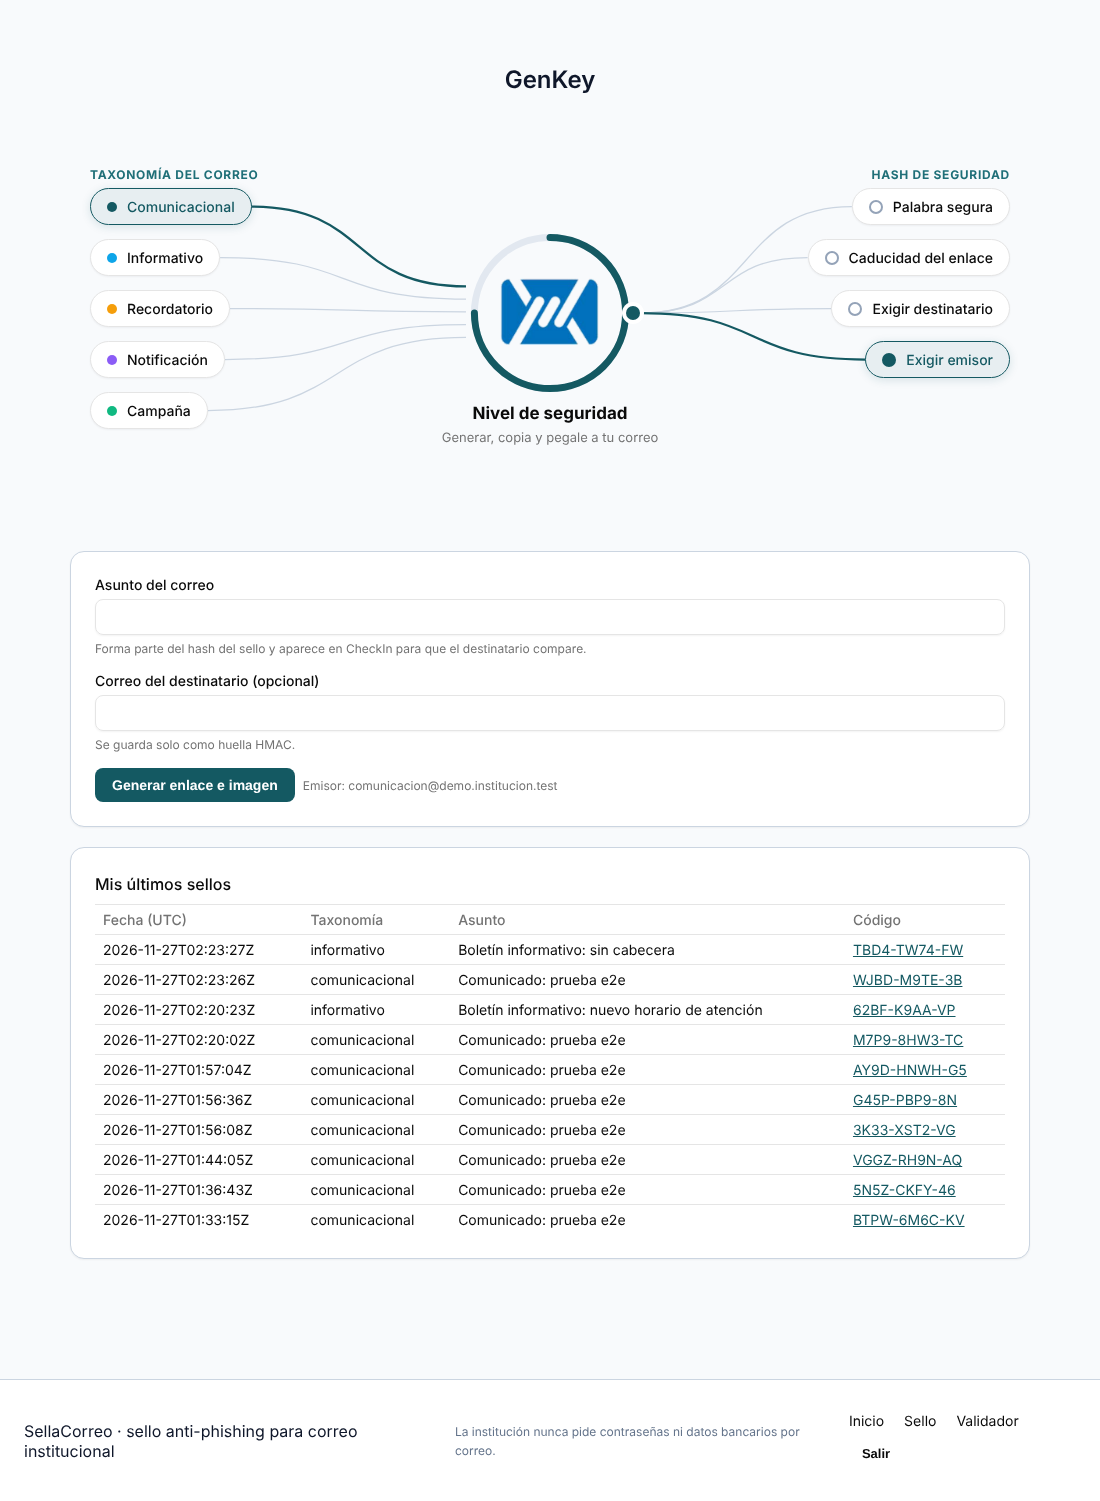 GenKey
TAXONOMÍA DEL CORREO
Comunicacional
Informativo
Recordatorio
Notificación
Campaña
HASH DE SEGURIDAD
Palabra segura
Caducidad del enlace
Exigir destinatario
Exigir emisor
Nivel de seguridad
Generar, copia y pegale a tu correo
Asunto del correo
Forma parte del hash del sello y aparece en CheckIn para que el destinatario compare.
Correo del destinatario (opcional)
Se guarda solo como huella HMAC.
Generar enlace e imagen Emisor: comunicacion@demo.institucion.test
Mis últimos sellos
Fecha (UTC) Taxonomía Asunto Código
2026-11-27T02:23:27Z informativo Boletín informativo: sin cabecera TBD4-TW74-FW
2026-11-27T02:23:26Z comunicacional Comunicado: prueba e2e WJBD-M9TE-3B
2026-11-27T02:20:23Z informativo Boletín informativo: nuevo horario de atención 62BF-K9AA-VP
2026-11-27T02:20:02Z comunicacional Comunicado: prueba e2e M7P9-8HW3-TC
2026-11-27T01:57:04Z comunicacional Comunicado: prueba e2e AY9D-HNWH-G5
2026-11-27T01:56:36Z comunicacional Comunicado: prueba e2e G45P-PBP9-8N
2026-11-27T01:56:08Z comunicacional Comunicado: prueba e2e 3K33-XST2-VG
2026-11-27T01:44:05Z comunicacional Comunicado: prueba e2e VGGZ-RH9N-AQ
2026-11-27T01:36:43Z comunicacional Comunicado: prueba e2e 5N5Z-CKFY-46
2026-11-27T01:33:15Z comunicacional Comunicado: prueba e2e BTPW-6M6C-KV
SellaCorreo · sello anti-phishing para correo
institucional
La institución nunca pide contraseñas ni datos bancarios por
correo.
Inicio Sello Validador
Salir